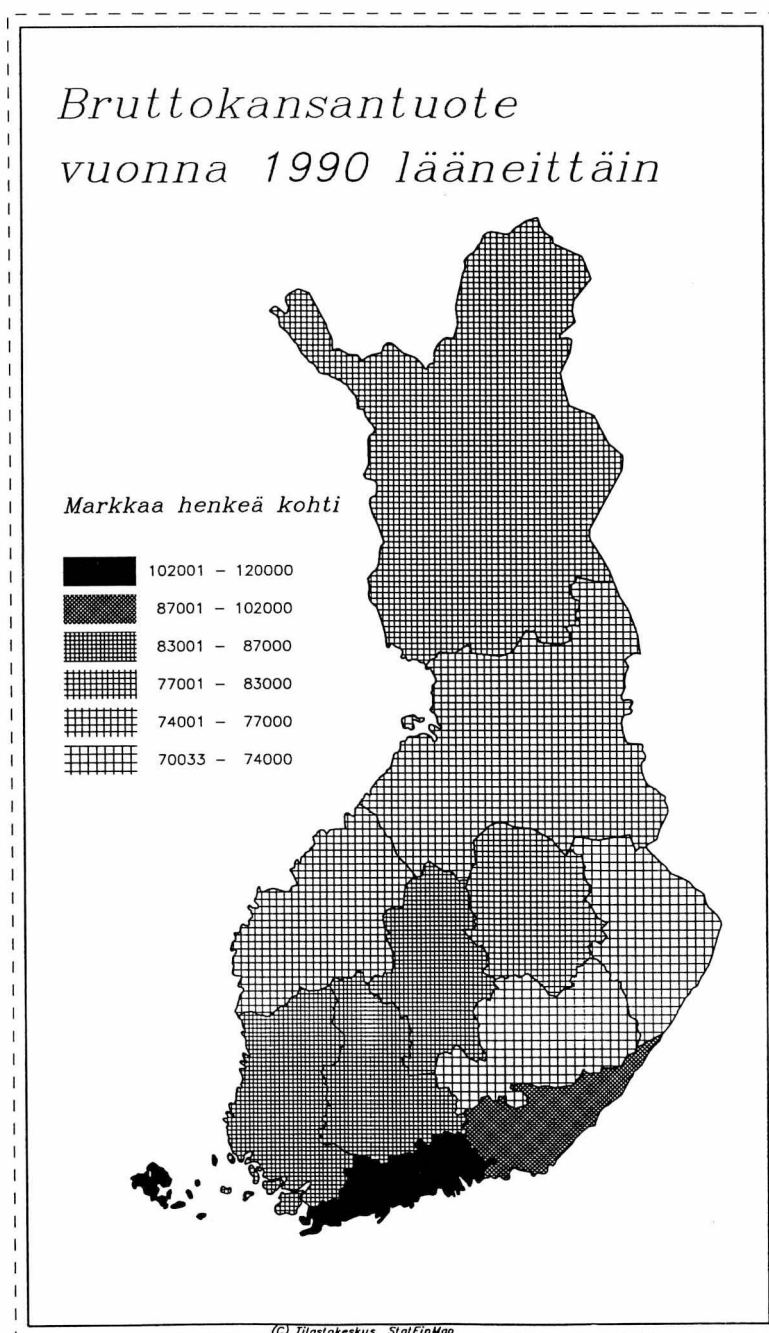 Bruttokansantuote
vuonna 1990 lääneittäin
Markkaa henkeä kohti
102001 – 120000
87001 – 102000
83001 – 87000
77001 – 83000
74001 – 77000
70033 – 74000
(C) Tilastokeskus, StatFinMap